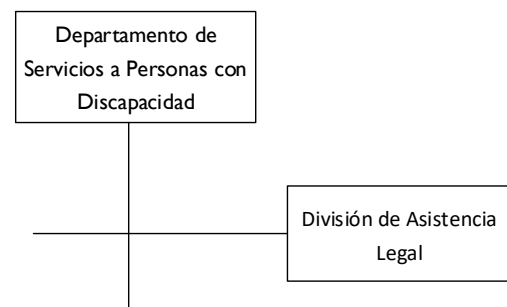 Departamento de
Servicios a Personas con
Discapacidad
División de Asistencia
Legal